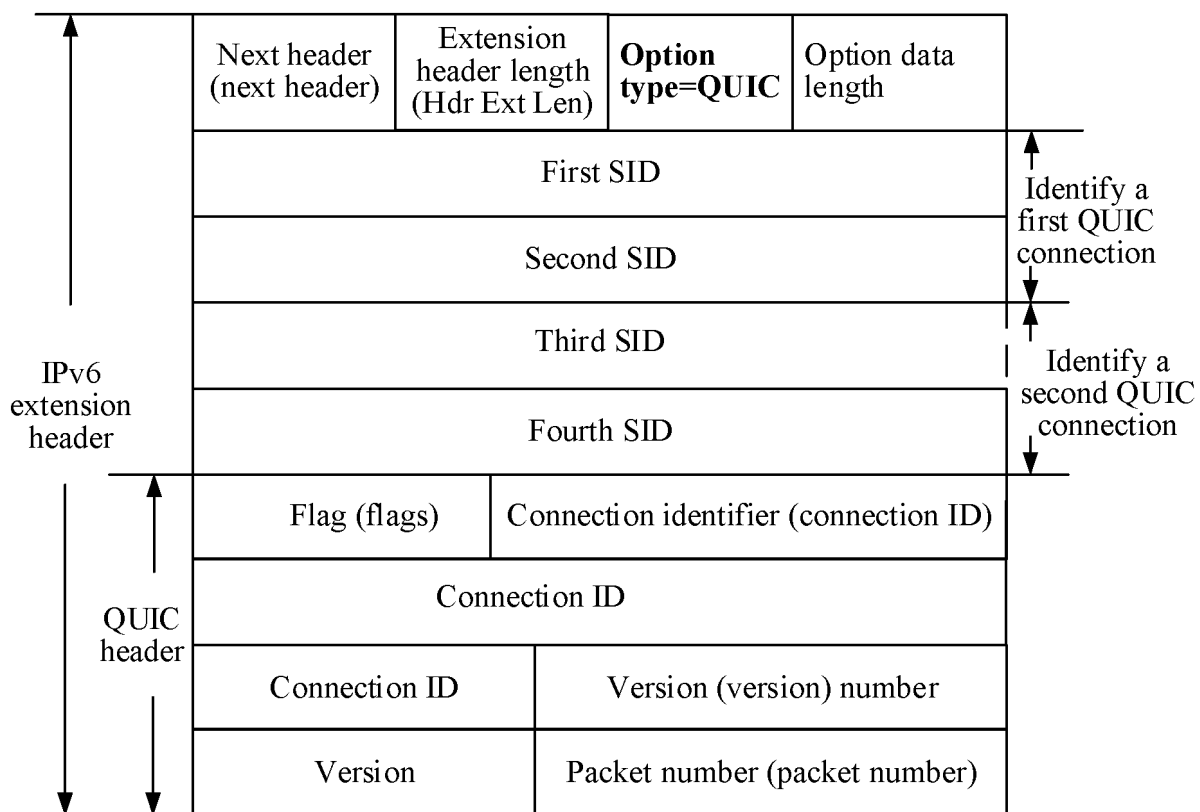 Next header
(next header)
Extension
header length
(Hdr Ext Len)
Option
type=QUIC
Option data
length
First SID
Second SID
Identify a
first QUIC
connection
Third SID
Fourth SID
Identify a
second QUIC
connection
IPv6
extension
header
Flag (flags)
Connection identifier (connection ID)
Connection ID
QUIC
header
Connection ID
Version (version) number
Version
Packet number (packet number)